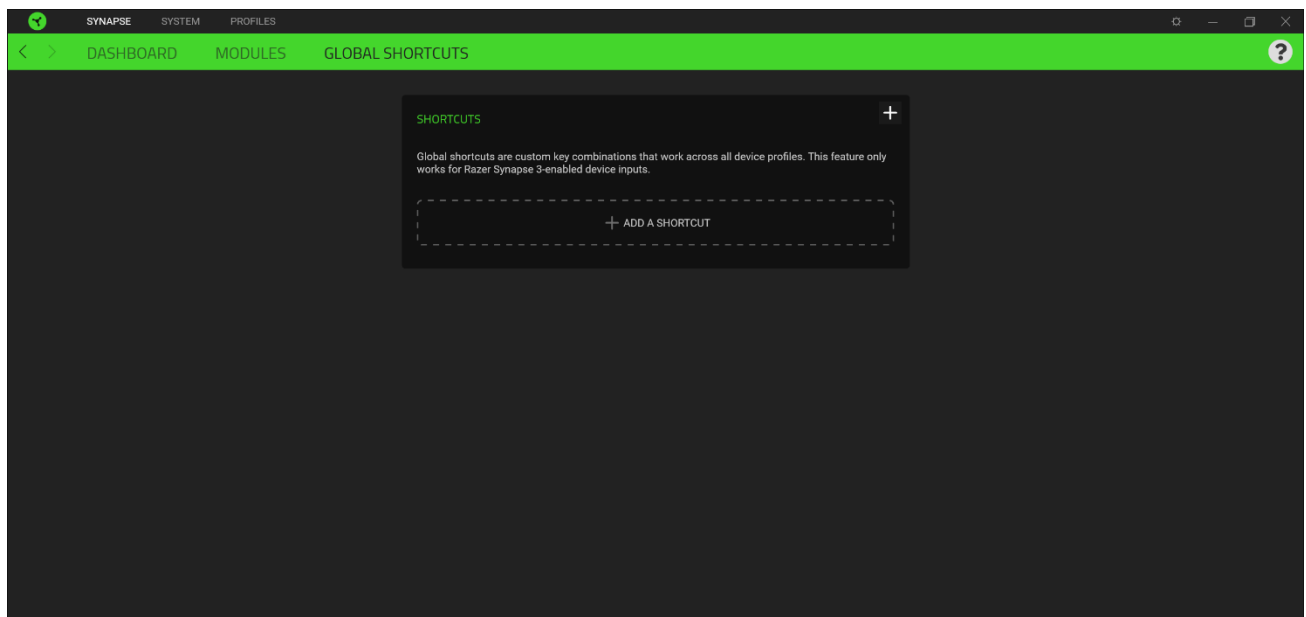 SYNAPSE SYSTEM PROFILES
DASHBOARD MODULES GLOBAL SHORTCUTS ?
SHORTCUTS
Global shortcuts are custom key combinations that work across all device profiles. This feature only
works for Razer Synapse 3-enabled device inputs.
ADD A SHORTCUT